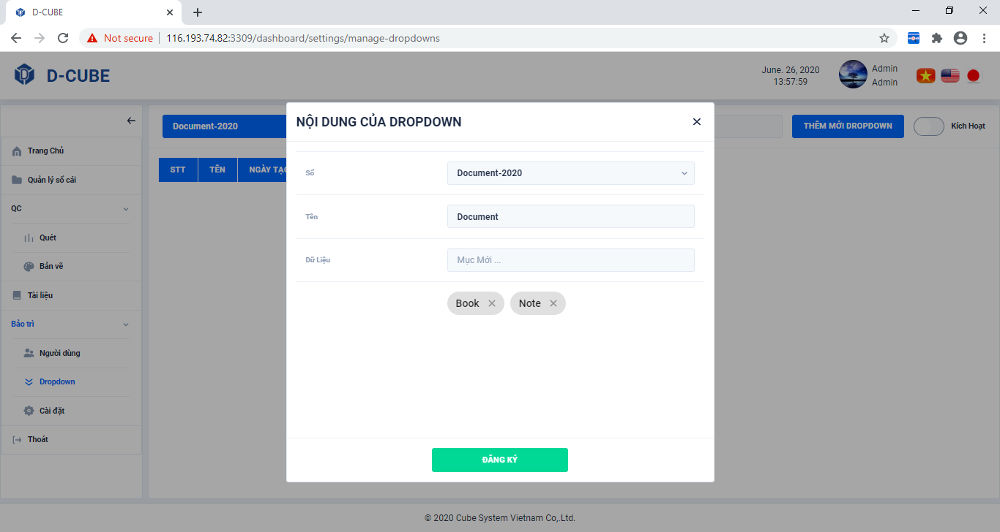 D-CUBE
Not secure
116.193.74.82:3309/dashboard/settings/manage-dropdowns
D-CUBE
June. 26, 2020
13:57:59
Admin
Admin
Trang Chủ
Quản lý sổ cái
QC
Quét
Bản vẽ
Tài liệu
Bảo trì
Người dùng
Dropdown
Cài đặt
Thoát
Document-2020
THÊM MỚI DROPDOWN
Kích Hoạt
STT
TÊN
NGÀY TẠO
NỘI DUNG CỦA DROPDOWN
Sổ
Document-2020
Tên
Document
Dữ Liệu
Mục Mới ...
Book
Note
ĐĂNG KÝ
© 2020 Cube System Vietnam Co,.Ltd.